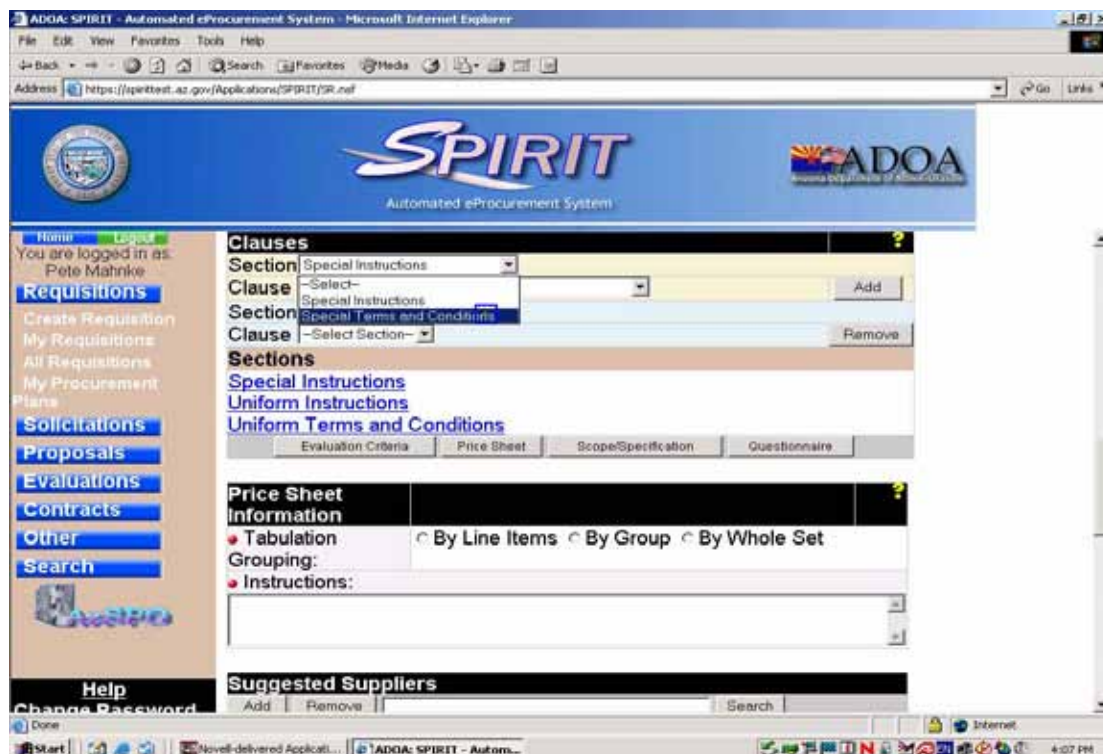 ADOA: SPIRIT - Automated eProcurement System - Microsoft Internet Explorer
File Edit View Favorites Tools Help
Back Search Favorites Media
Address https://spirittest.az.gov/Applications/SPIRIT/SR.nsf Go Links
SPIRIT
Automated eProcurement System
ADOA
Home Logout
You are logged in as:
Pete Mahnke
Requisitions
Create Requisition
My Requisitions
All Requisitions
My Procurement
Plans
Solicitations
Proposals
Evaluations
Contracts
Other
Search
Help
Change Password
Clauses ?
Section Special Instructions
Clause --Select-- Add
Special Instructions
Section Special Terms and Conditions
Clause --Select Section-- Remove
Sections
Special Instructions
Uniform Instructions
Uniform Terms and Conditions
Evaluation Criteria Price Sheet Scope/Specification Questionnaire
Price Sheet ?
Information
Tabulation By Line Items By Group By Whole Set
Grouping:
Instructions:
Suggested Suppliers
Add Remove Search
Done Internet
Start Novell-delivered Applicati... ADOA: SPIRIT - Autom... 4:07 PM